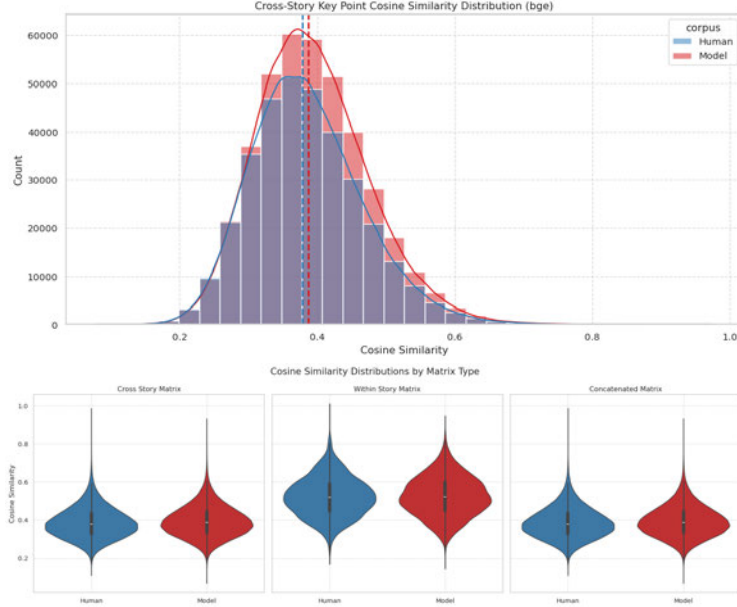 Cross-Story Key Point Cosine Similarity Distribution (bge)
corpus
Human
Model
60000
50000
40000
30000
20000
10000
0
Count
0.2 0.4 0.6 0.8 1.0
Cosine Similarity
Cosine Similarity Distributions by Matrix Type
Cross Story Matrix Within Story Matrix Concatenated Matrix
1.0
0.8
0.6
0.4
0.2
Cosine Similarity
Human Model Human Model Human Model